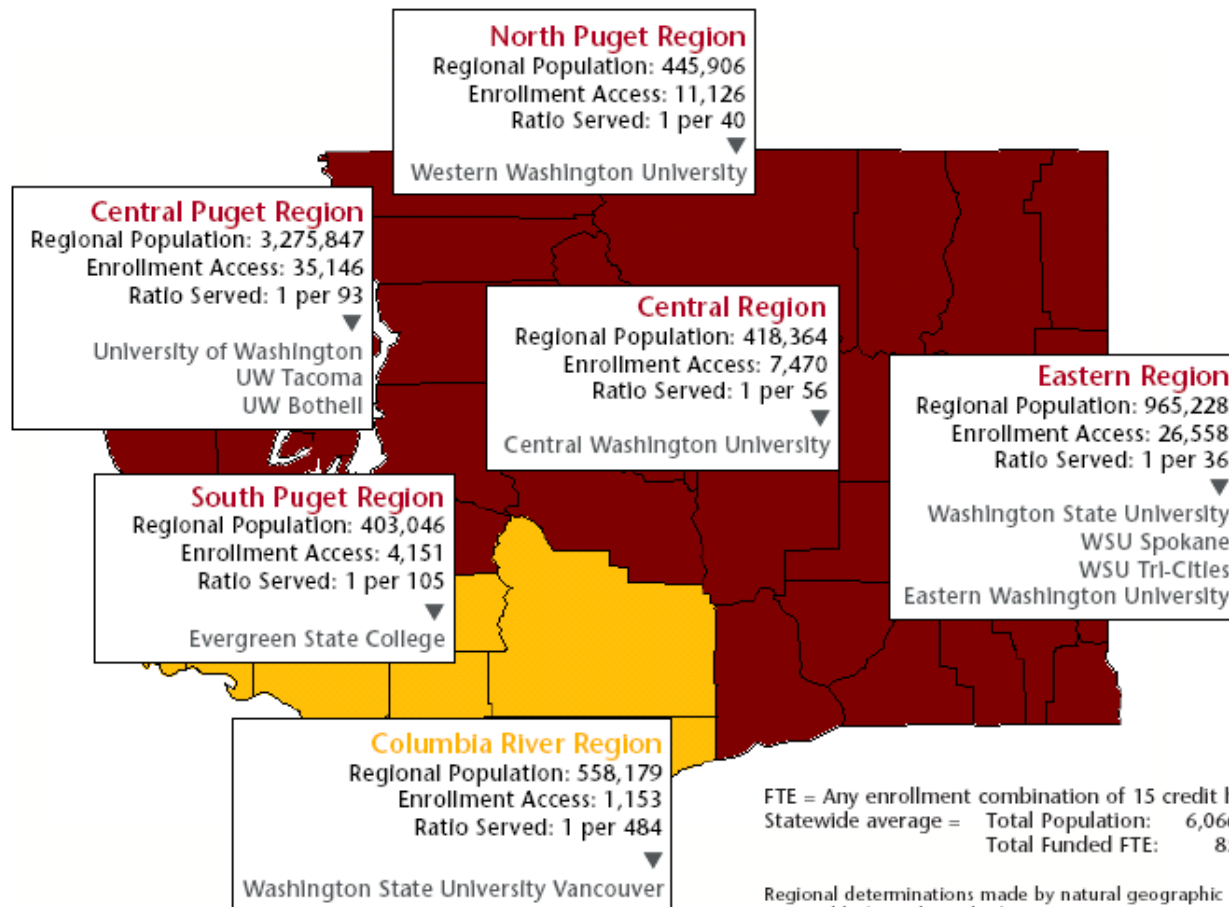 North Puget Region
Regional Population: 445,906
Enrollment Access: 11,126
Ratio Served: 1 per 40
Western Washington University
Central Puget Region
Regional Population: 3,275,847
Enrollment Access: 35,146
Ratio Served: 1 per 93
University of Washington
UW Tacoma
UW Bothell
Central Region
Regional Population: 418,364
Enrollment Access: 7,470
Ratio Served: 1 per 56
Central Washington University
Eastern Region
Regional Population: 965,228
Enrollment Access: 26,558
Ratio Served: 1 per 36
Washington State University
WSU Spokane
WSU Tri-Cities
Eastern Washington University
South Puget Region
Regional Population: 403,046
Enrollment Access: 4,151
Ratio Served: 1 per 105
Evergreen State College
Columbia River Region
Regional Population: 558,179
Enrollment Access: 1,153
Ratio Served: 1 per 484
Washington State University Vancouver
FTE = Any enrollment combination of 15 credit
Statewide average = Total Population:
Total Funded FTE:
Regional determinations made by natural geographic